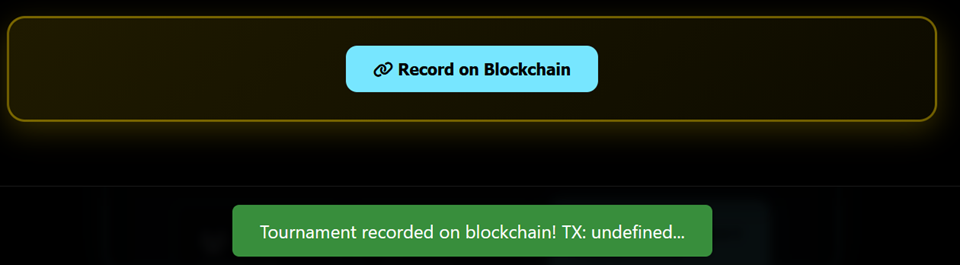 Record on Blockchain
Tournament recorded on blockchain! TX: undefined...